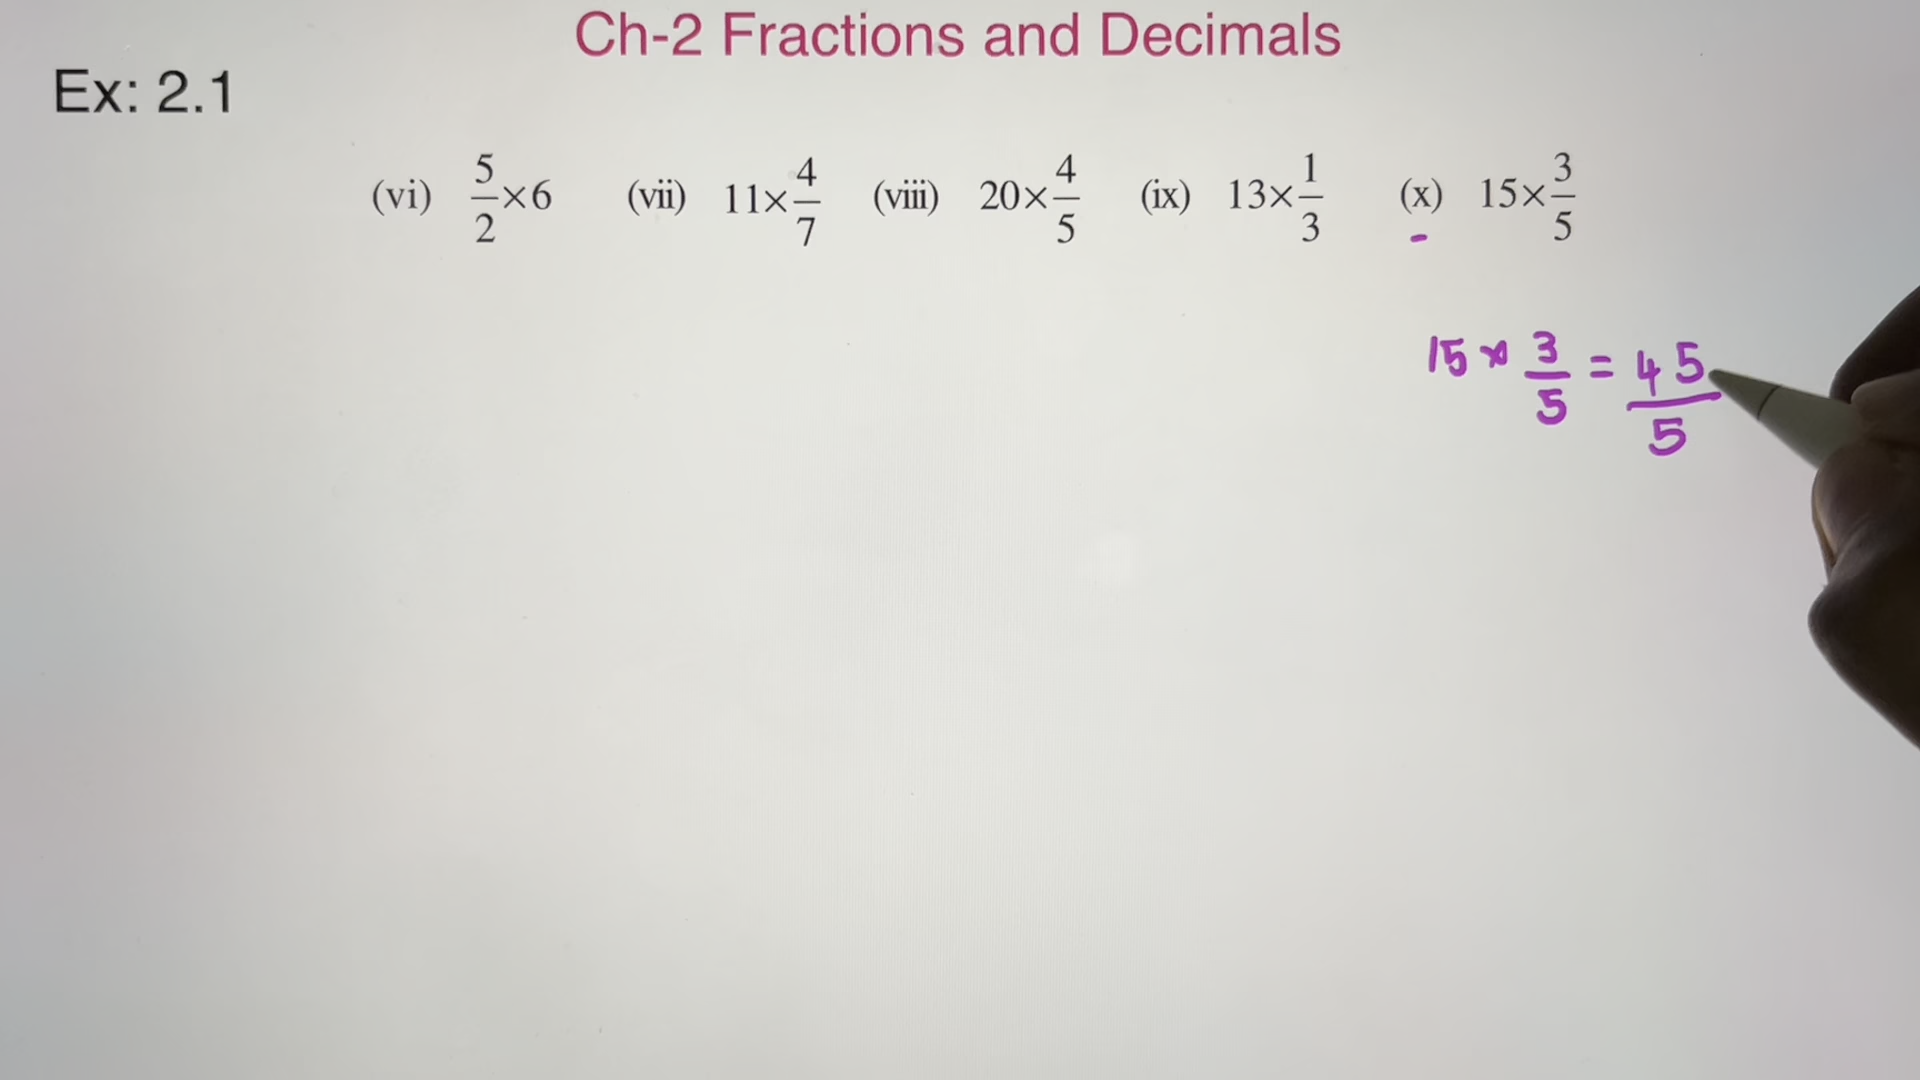 Ch-2 Fractions and Decimals
Ex: 2.1
(vi) 5/2 × 6 (vii) 11 × 4/7 (viii) 20 × 4/5 (ix) 13 × 1/3 (x) 15 × 3/5
15 × 3/5 = 45/5